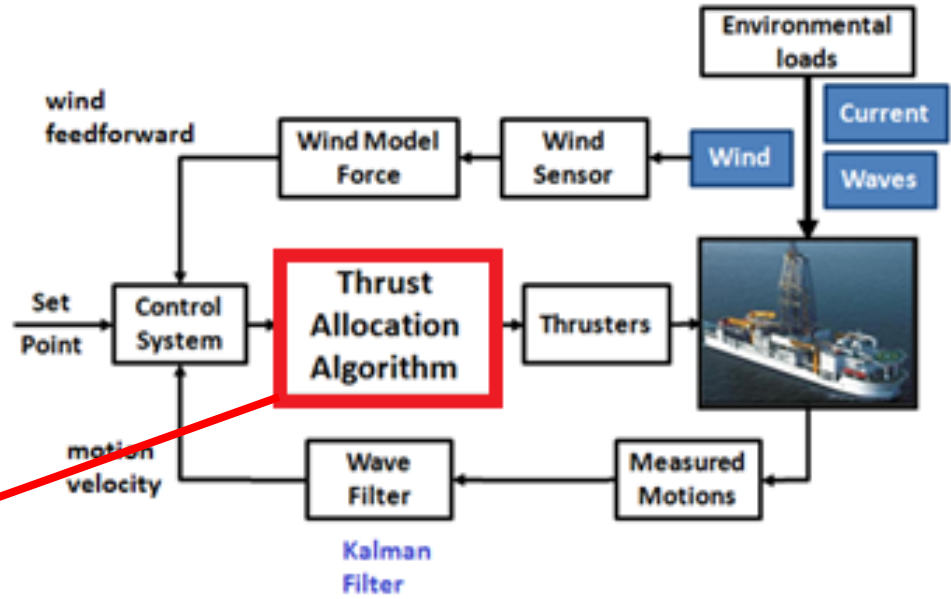 Environmental
loads
wind
feedforward
Wind Model
Force
Wind
Sensor
Wind
Current
Waves
Set
Point
Control
System
Thrust
Allocation
Algorithm
Thrusters
motion
velocity
Wave
Filter
Measured
Motions
Kalman
Filter